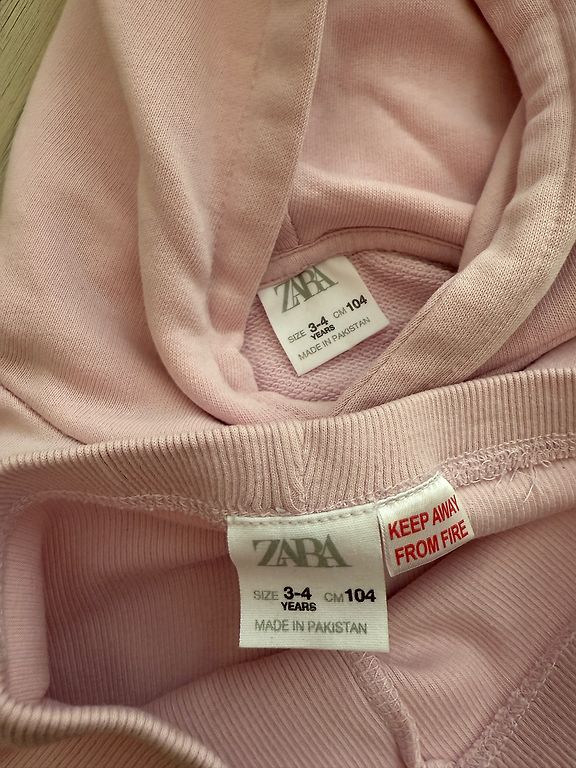 ZARA
SIZE 3-4 CM 104
YEARS
MADE IN PAKISTAN
ZARA
SIZE 3-4 CM 104
YEARS
MADE IN PAKISTAN
KEEP AWAY
FROM FIRE